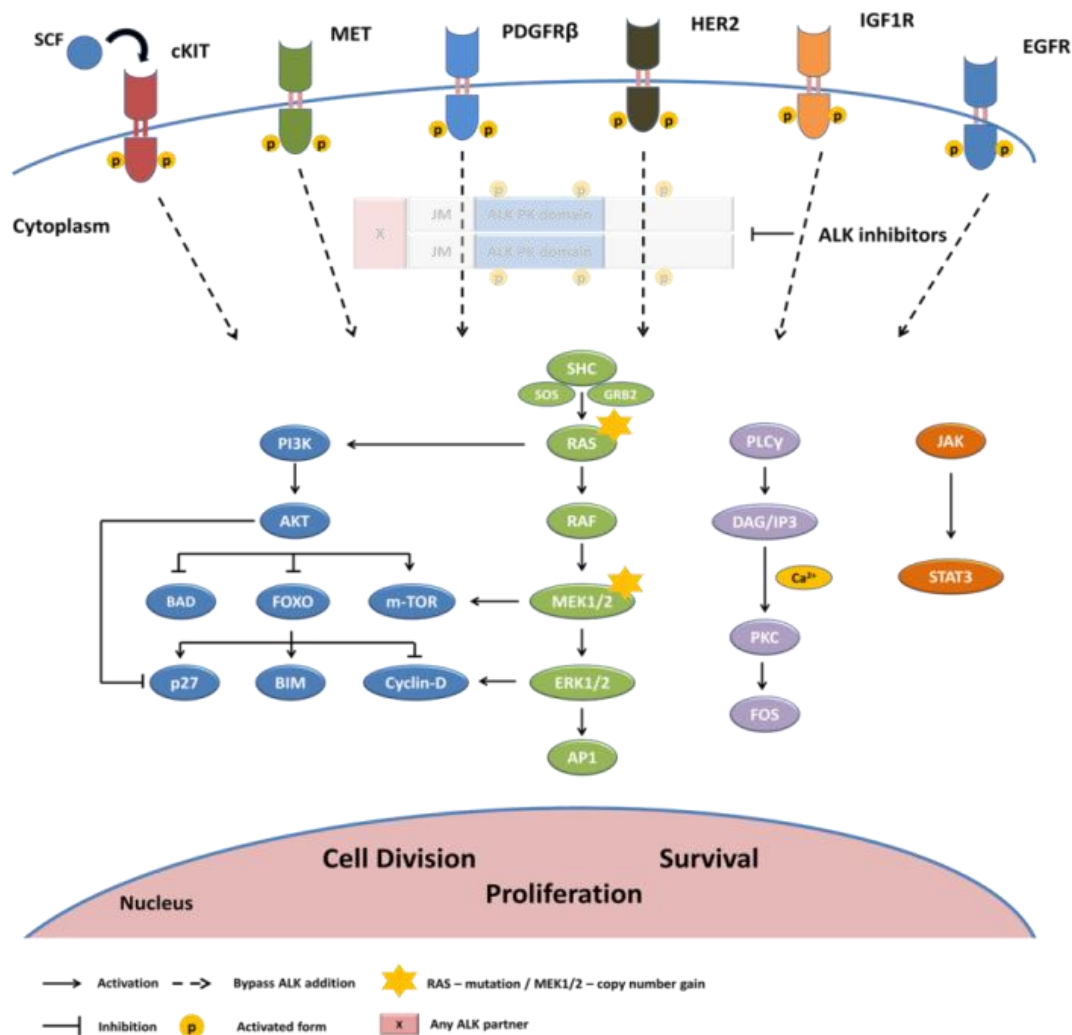 SCF
cKIT
MET
PDGFRβ
HER2
IGF1R
EGFR
p p
p p
p p
p p
p p
p p
Cytoplasm
p p p
X
JM ALK PK domain
JM ALK PK domain
p p p
ALK inhibitors
SHC
SOS GRB2
PI3K RAS PLCγ JAK
AKT RAF DAG/IP3
Ca²⁺
BAD FOXO m-TOR MEK1/2 STAT3
PKC
p27 BIM Cyclin-D ERK1/2
FOS
AP1
Cell Division Survival
Proliferation
Nucleus
Activation Bypass ALK addition RAS – mutation / MEK1/2 – copy number gain
Inhibition p Activated form X Any ALK partner